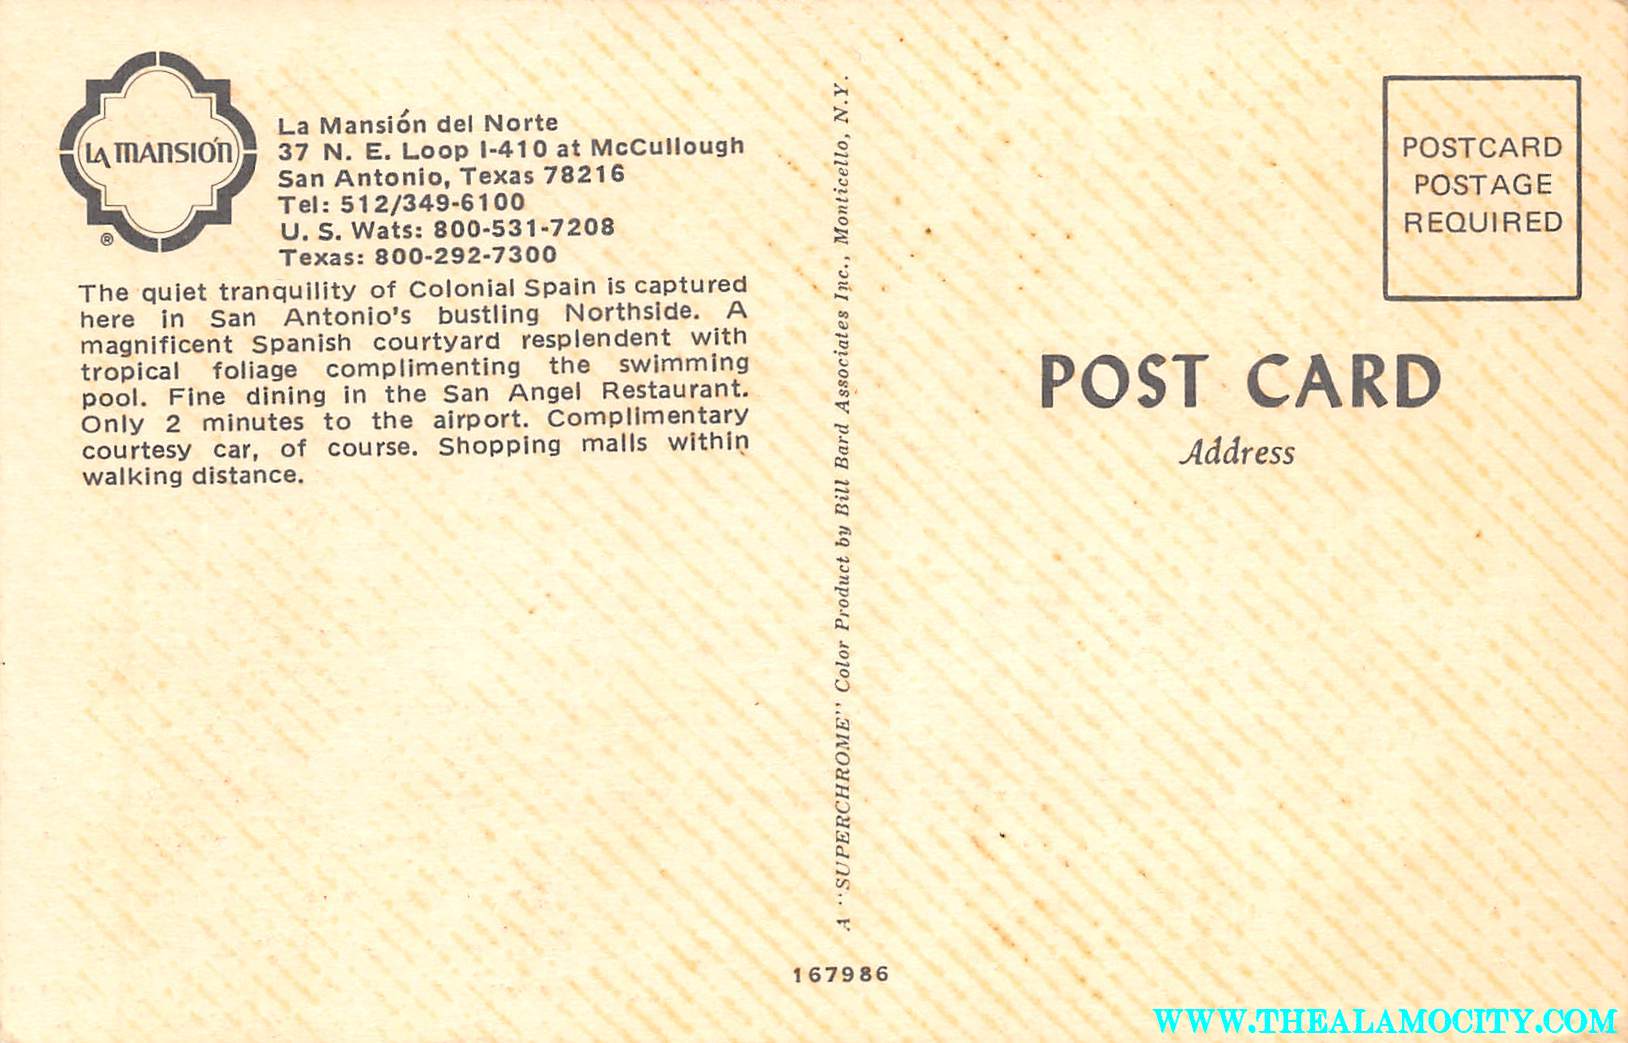 LA MANSIÓN
®
La Mansión del Norte
37 N. E. Loop I-410 at McCullough
San Antonio, Texas 78216
Tel: 512/349-6100
U. S. Wats: 800-531-7208
Texas: 800-292-7300
The quiet tranquility of Colonial Spain is captured
here in San Antonio's bustling Northside. A
magnificent Spanish courtyard resplendent with
tropical foliage complimenting the swimming
pool. Fine dining in the San Angel Restaurant.
Only 2 minutes to the airport. Complimentary
courtesy car, of course. Shopping malls within
walking distance.
A "SUPERCHROME" Color Product by Bill Bard Associates Inc., Monticello, N.Y.
167986
POSTCARD
POSTAGE
REQUIRED
POST CARD
Address
WWW.THEALAMOCITY.COM